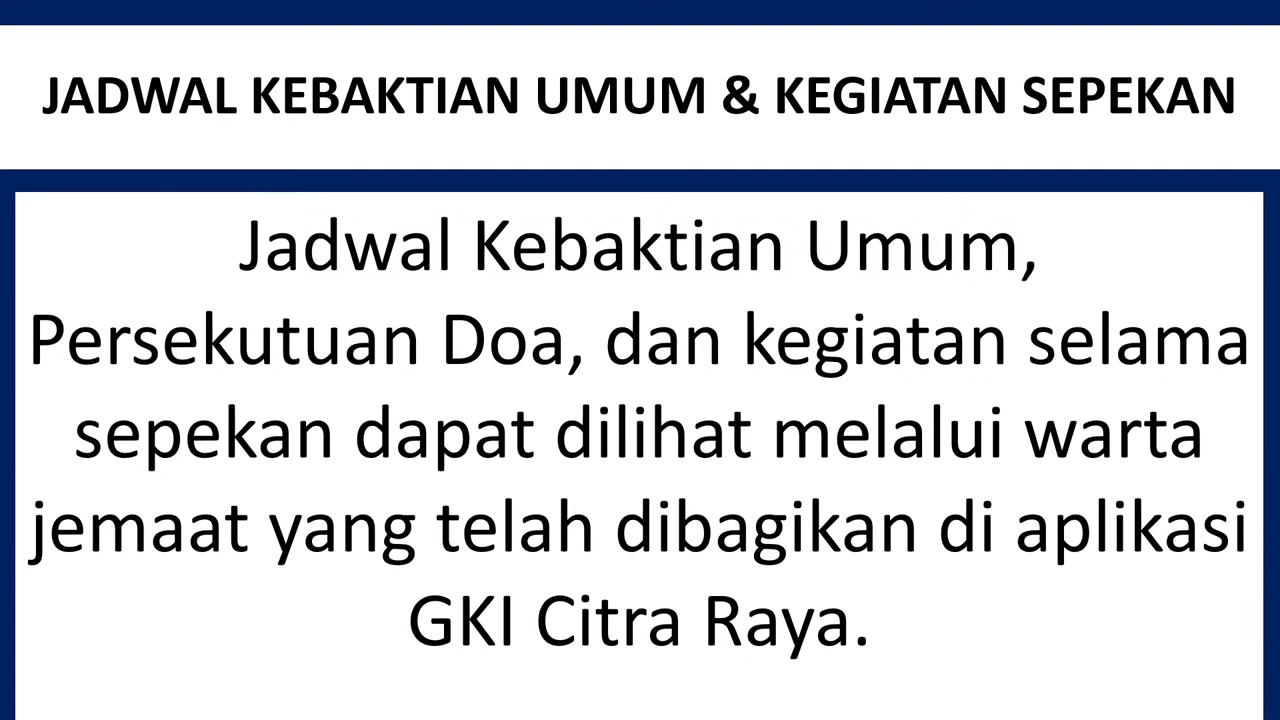 JADWAL KEBAKTIAN UMUM & KEGIATAN SEPEKAN
Jadwal Kebaktian Umum,
Persekutuan Doa, dan kegiatan selama
sepekan dapat dilihat melalui warta
jemaat yang telah dibagikan di aplikasi
GKI Citra Raya.